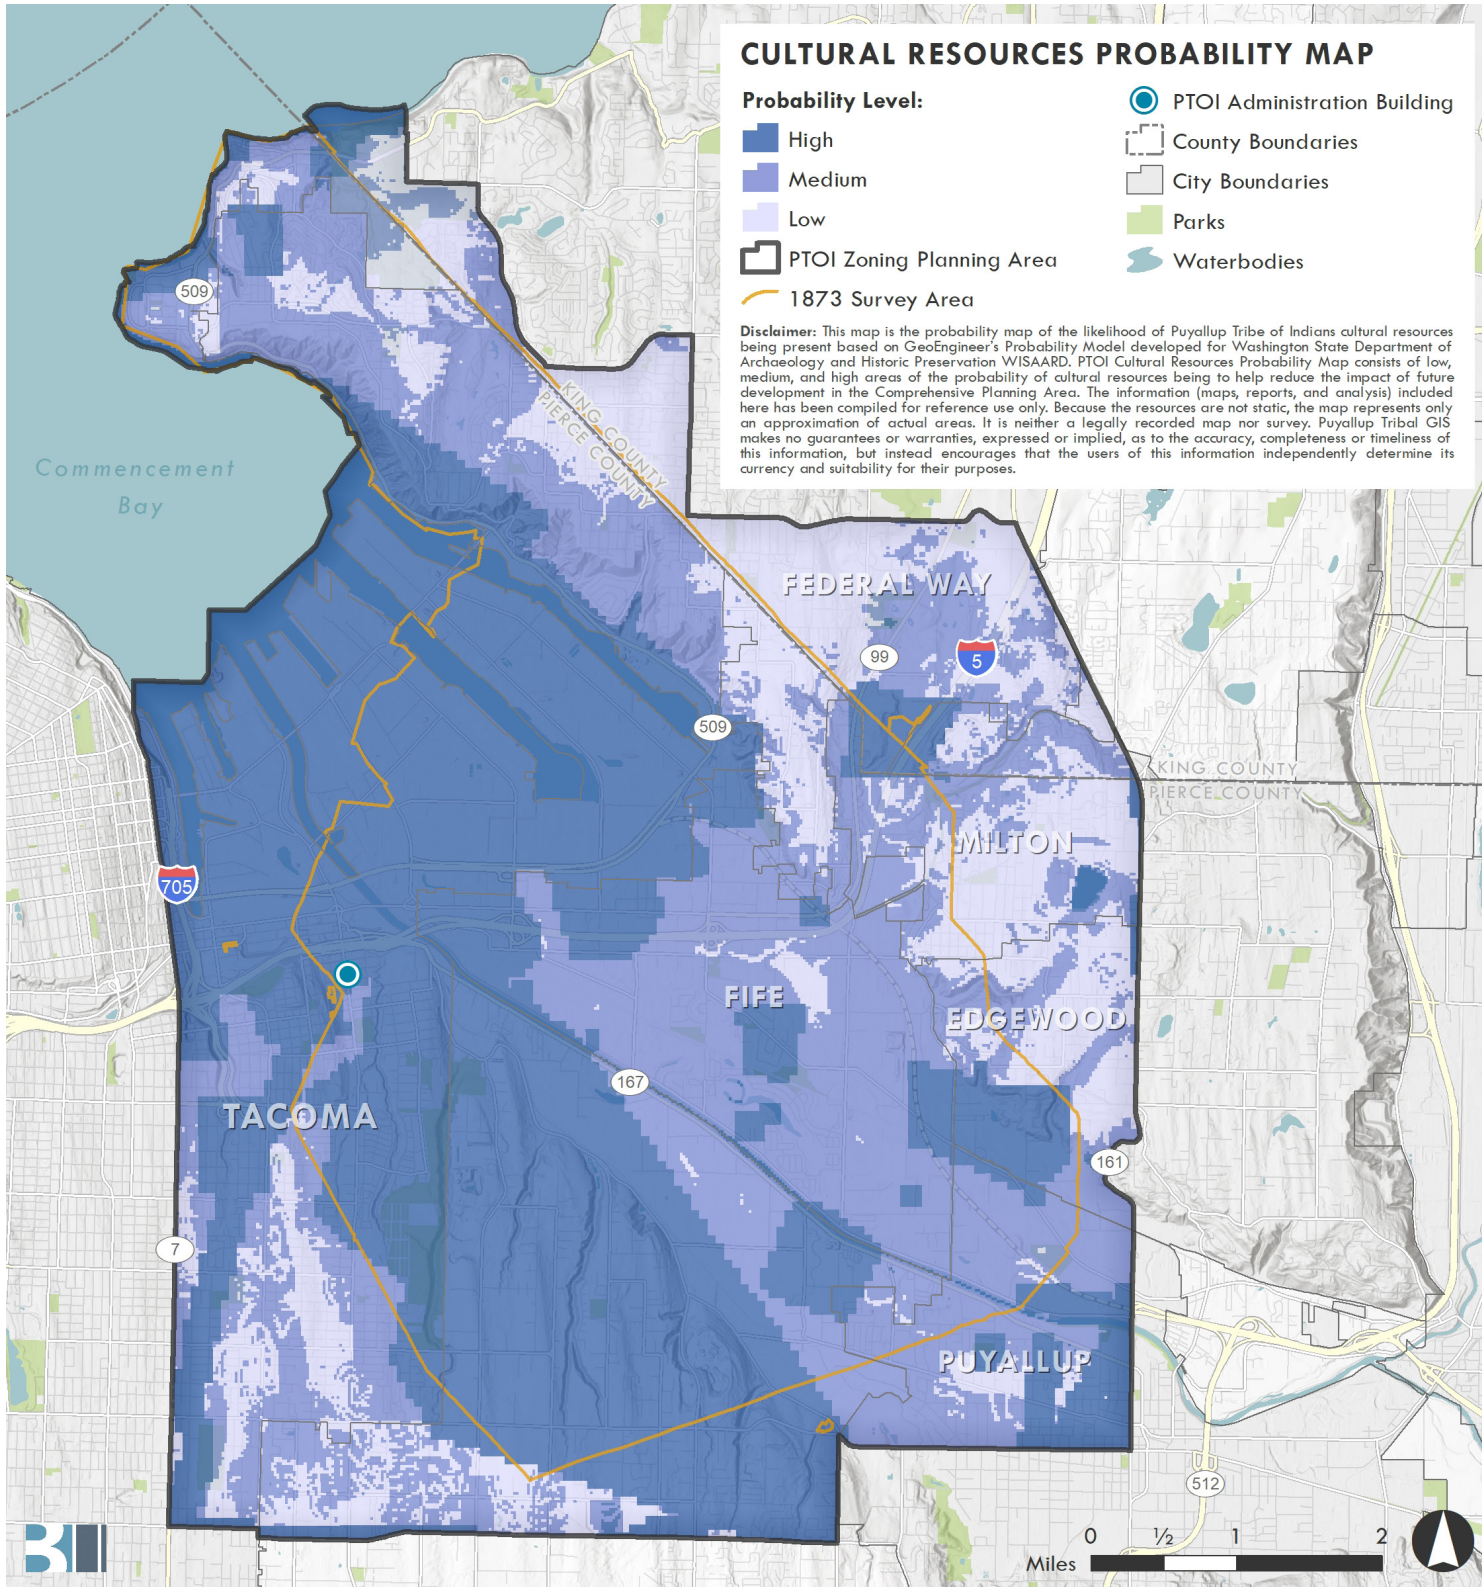 CULTURAL RESOURCES PROBABILITY MAP
Probability Level:
High
Medium
Low
PTOI Zoning Planning Area
1873 Survey Area
PTOI Administration Building
County Boundaries
City Boundaries
Parks
Waterbodies
Disclaimer: This map is the probability map of the likelihood of Puyallup Tribe of Indians cultural resources
being present based on GeoEngineer's Probability Model developed for Washington State Department of
Archaeology and Historic Preservation WISAARD. PTOI Cultural Resources Probability Map consists of low,
medium, and high areas of the probability of cultural resources being to help reduce the impact of future
development in the Comprehensive Planning Area. The information (maps, reports, and analysis) included
here has been compiled for reference use only. Because the resources are not static, the map represents only
an approximation of actual areas. It is neither a legally recorded map nor survey. Puyallup Tribal GIS
makes no guarantees or warranties, expressed or implied, as to the accuracy, completeness or timeliness of
this information, but instead encourages that the users of this information independently determine its
currency and suitability for their purposes.
509
KING COUNTY
PIERCE COUNTY
Commencement
Bay
FEDERAL WAY
99
5
509
KING COUNTY
PIERCE COUNTY
MILTON
705
FIFE
EDGEWOOD
167
TACOMA
161
7
PUYALLUP
512
0 ½ 1 2
Miles